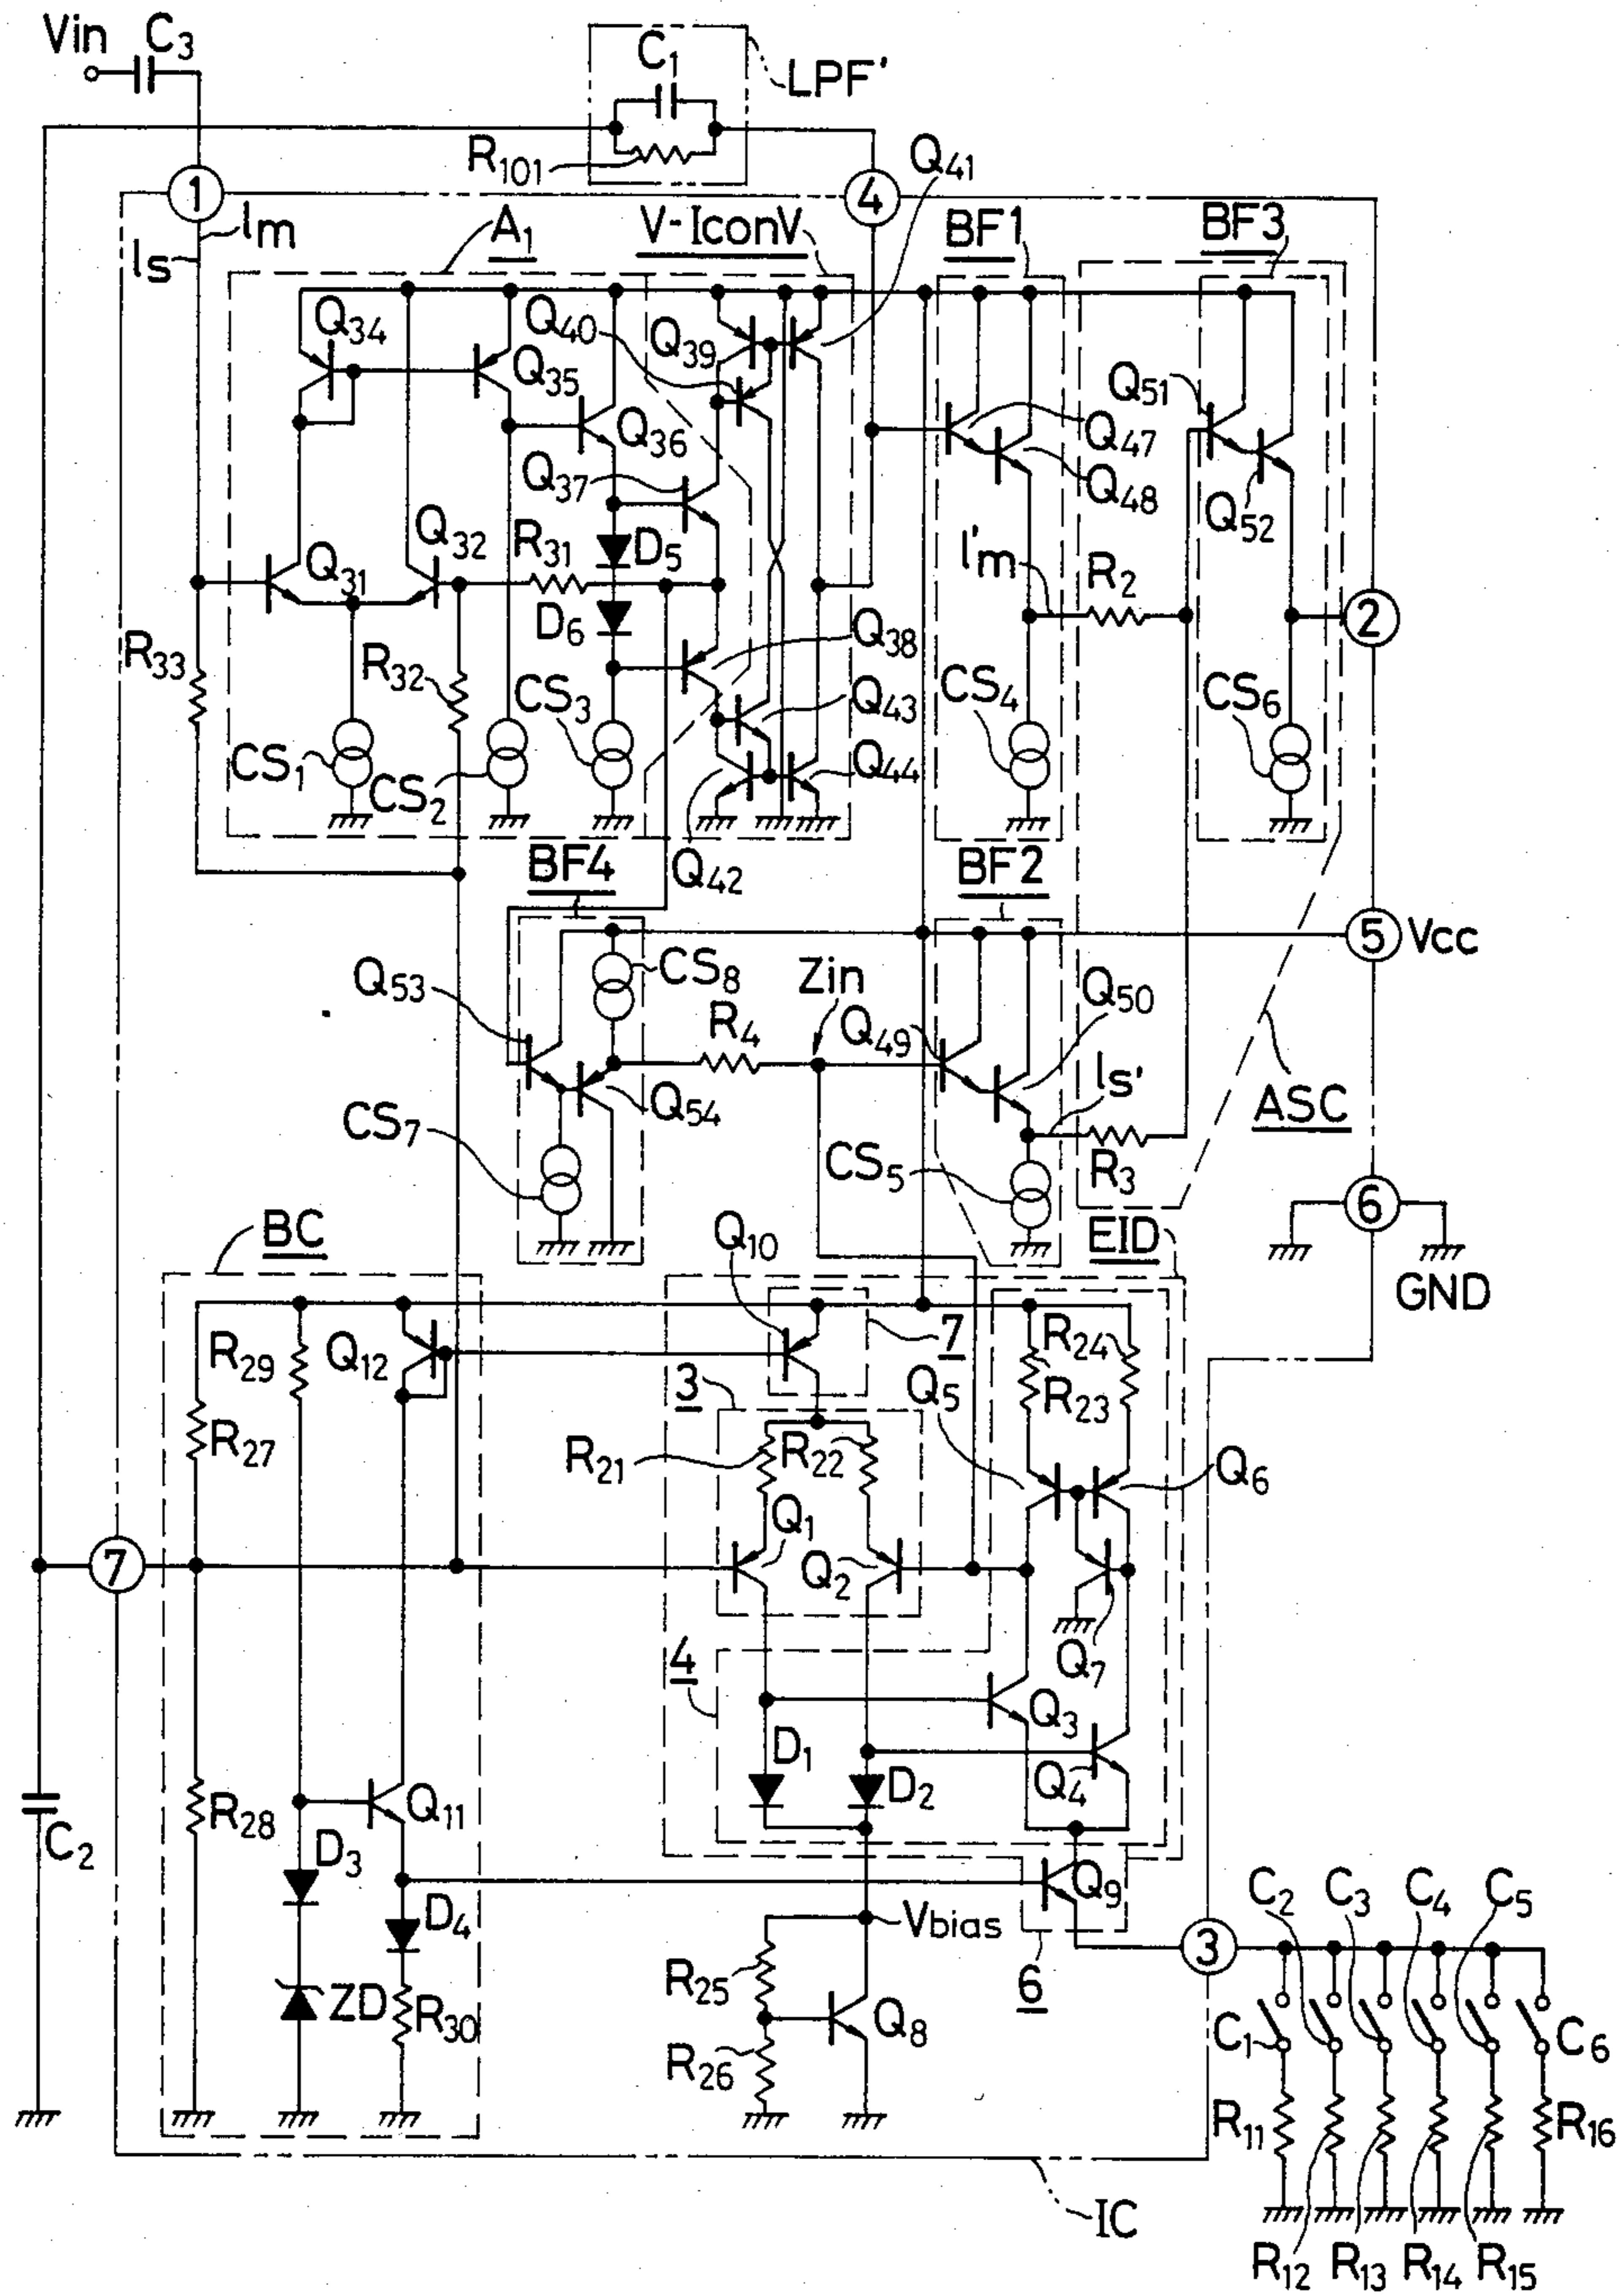 Vin C3
C1
LPF'
R101
Q41
1
4
lm
ls
A1
V-IconV
BF1
BF3
Q34
Q40
Q39
Q35
Q51
Q36
Q47
Q37
Q48
Q52
Q32
R31
D5
l'm
R2
Q31
2
D6
Q38
R33
R32
CS3
CS4
CS6
Q43
CS1
CS2
Q44
Q42
BF4
BF2
5 Vcc
Q53
CS8
Zin
Q50
R4
Q49
ls'
Q54
ASC
CS7
CS5
R3
6
BC
Q10
EID
GND
R29
Q12
7
R24
3
Q5
R23
R27
R21
R22
Q6
Q1
7
Q2
4
Q7
Q3
D1
Q4
R28
Q11
D2
C2
D3
Q9
C2 C3 C4 C5
D4
Vbias
3
6
R25
ZD
R30
Q8
C1
C6
R26
R11
R16
IC
R12 R13 R14 R15